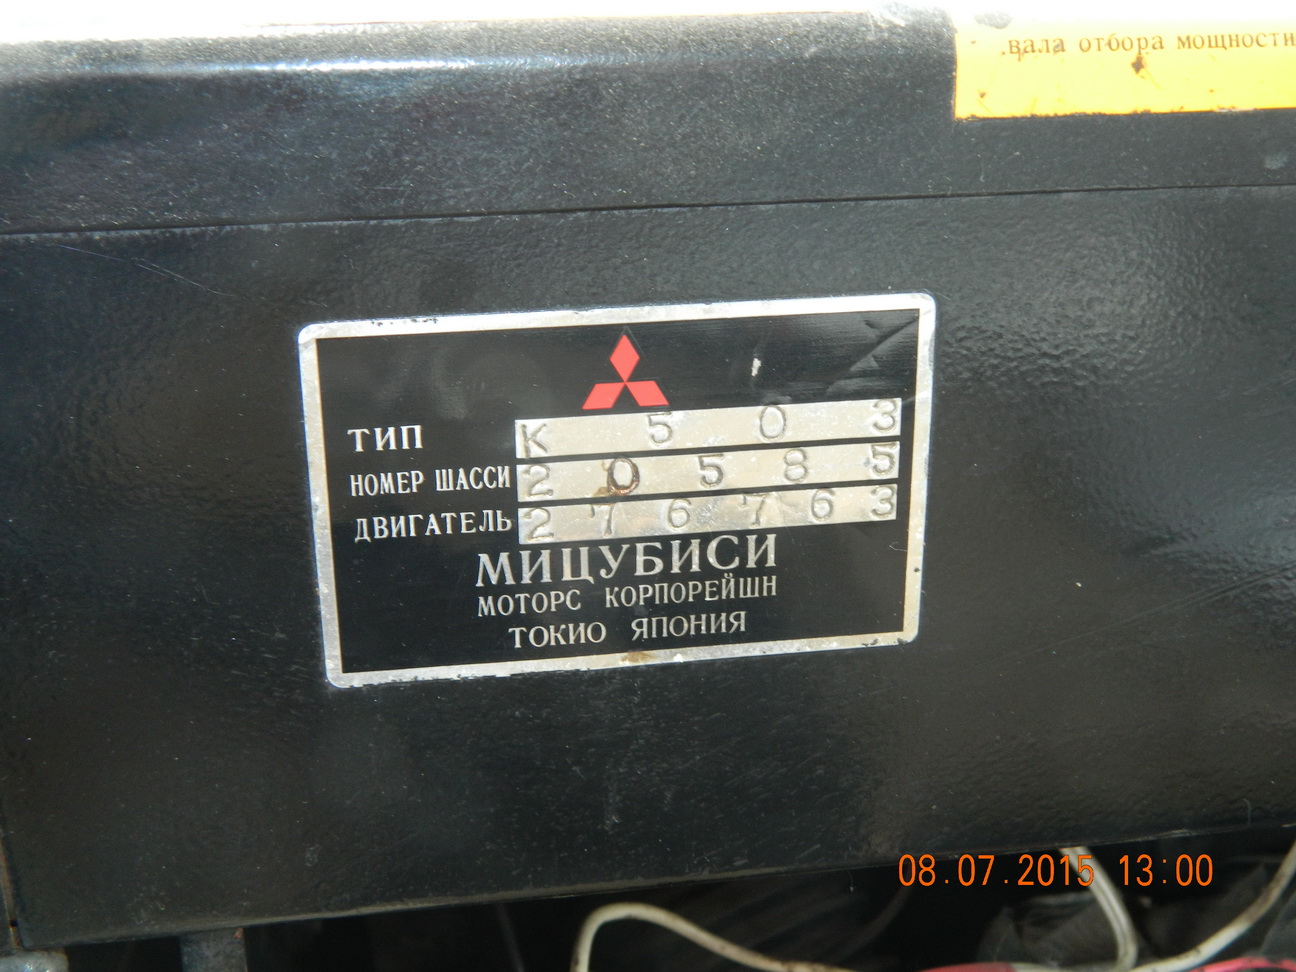 вала отбора мощности
ТИП K 5 0 3
НОМЕР ШАССИ 2 0 5 8 5
ДВИГАТЕЛЬ 2 7 6 7 6 3
МИЦУБИСИ
МОТОРС КОРПОРЕЙШН
ТОКИО ЯПОНИЯ
08.07.2015 13:00